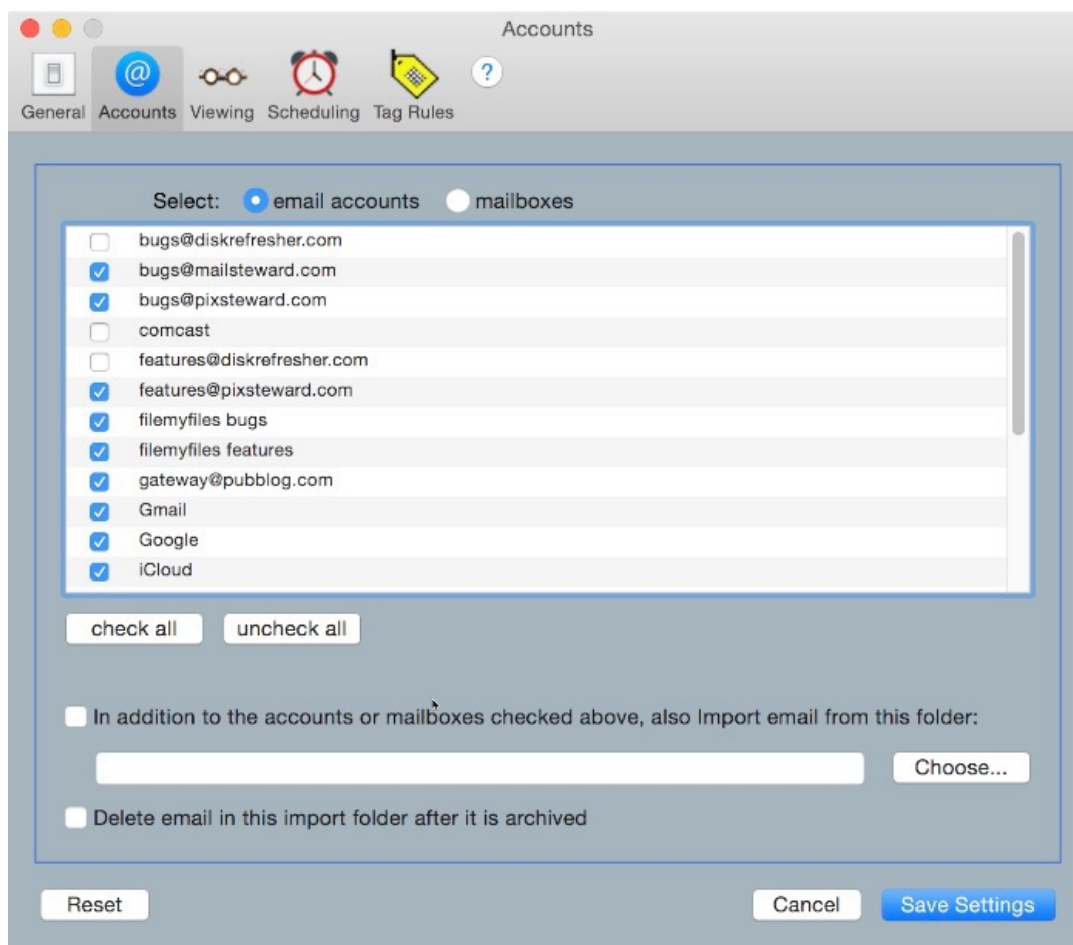 Accounts
@
?
General Accounts Viewing Scheduling Tag Rules
Select: email accounts mailboxes
bugs@diskrefresher.com
bugs@mailsteward.com
bugs@pixsteward.com
comcast
features@diskrefresher.com
features@pixsteward.com
filemyfiles bugs
filemyfiles features
gateway@pubblog.com
Gmail
Google
iCloud
check all uncheck all
In addition to the accounts or mailboxes checked above, also Import email from this folder:
Choose...
Delete email in this import folder after it is archived
Reset Cancel Save Settings